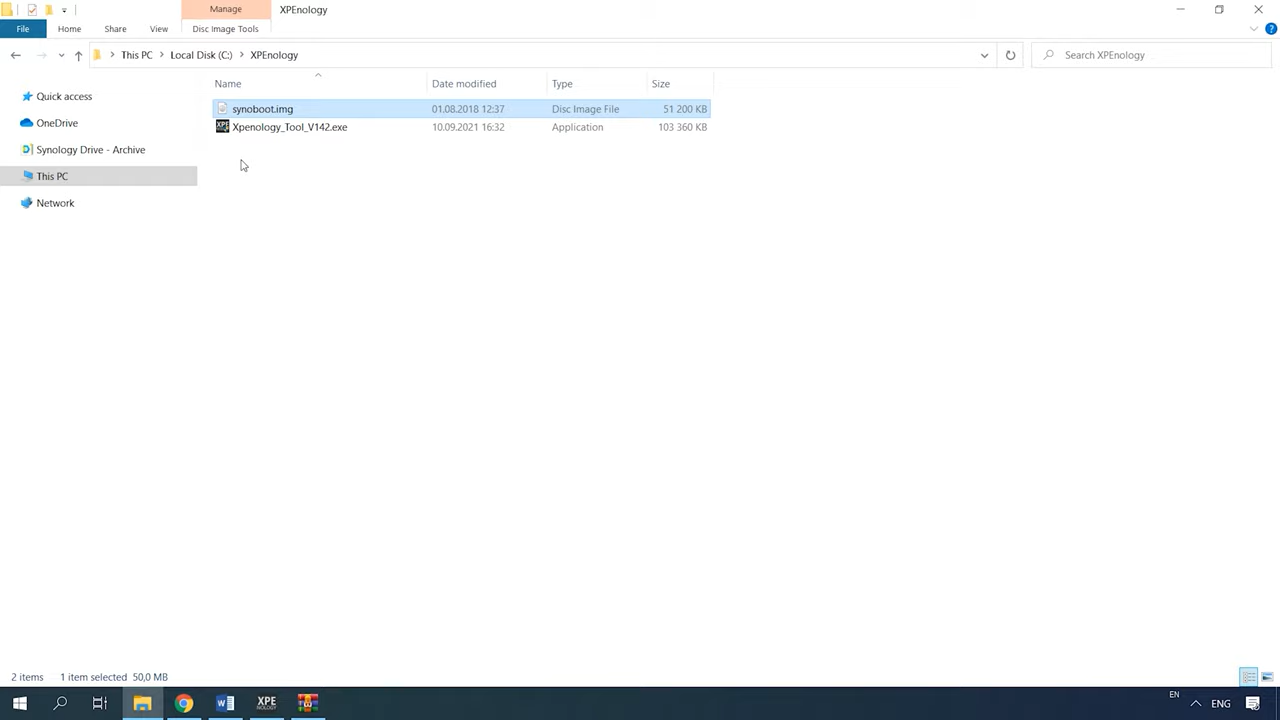 Manage
XPEnology
File
Home
Share
View
Disc Image Tools
This PC
Local Disk (C:)
XPEnology
Search XPEnology
Name
Date modified
Type
Size
Quick access
OneDrive
Synology Drive - Archive
This PC
Network
synoboot.img
01.08.2018 12:37
Disc Image File
51 200 KB
Xpenology_Tool_V142.exe
10.09.2021 16:32
Application
103 360 KB
2 items
1 item selected 50,0 MB
XPE
NOLOGY
EN
ENG